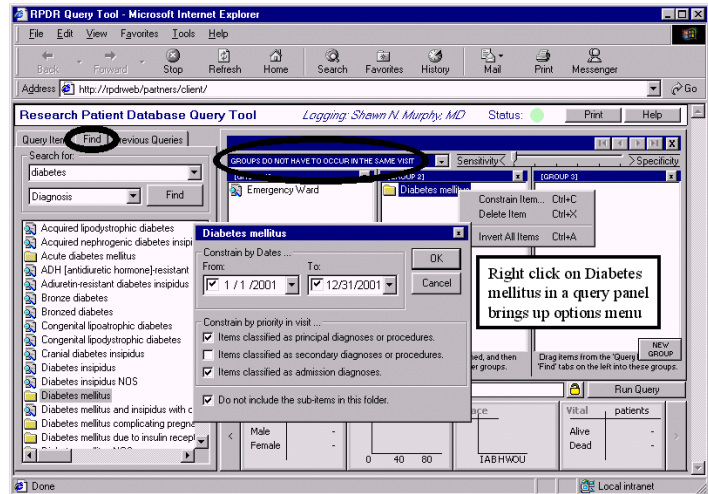 RPDR Query Tool - Microsoft Internet Explorer
File Edit View Favorites Tools Help
Back Forward Stop Refresh Home Search Favorites History Mail Print Messenger
Address http://rpdrweb/partners/client/ Go
Research Patient Database Query Tool Logging: Shawn N. Murphy, MD Status: Print Help
Query Items Find Previous Queries
Search for:
diabetes
Diagnosis Find
Acquired lipodystrophic diabetes
Acquired nephrogenic diabetes insipi
Acute diabetes mellitus
ADH [antidiuretic hormone]-resistant
Adiuretin-resistant diabetes insipidus
Bronze diabetes
Bronzed diabetes
Congenital lipoatrophic diabetes
Congenital lipodystrophic diabetes
Cranial diabetes insipidus
Diabetes insipidus
Diabetes insipidus NOS
Diabetes mellitus
Diabetes mellitus and insipidus with o
Diabetes mellitus complicating pregna
Diabetes mellitus due to insulin recept
GROUPS DO NOT HAVE TO OCCUR IN THE SAME VISIT Sensitivity< >Specificity
2] [GROUP 3]
Emergency Ward
Diabetes mellitus
Constrain Item... Ctrl+C
Delete Item Ctrl+X
Invert All Items Ctrl+A
Right click on Diabetes
mellitus in a query panel
brings up options menu
Diabetes mellitus
Constrain by Dates ...
From: To:
1 / 1 /2001 12/31/2001
OK
Cancel
Constrain by priority in visit ...
Items classified as principal diagnoses or procedures.
Items classified as secondary diagnoses or procedures.
Items classified as admission diagnoses.
Do not include the sub-items in this folder.
ned, and then
er groups.
Drag items from the 'Query
'Find' tabs on the left into these groups.
NEW
GROUP
Run Query
Male -
Female -
0 40 80
ace
IABHWOU
Vital patients
Alive -
Dead -
Done Local intranet